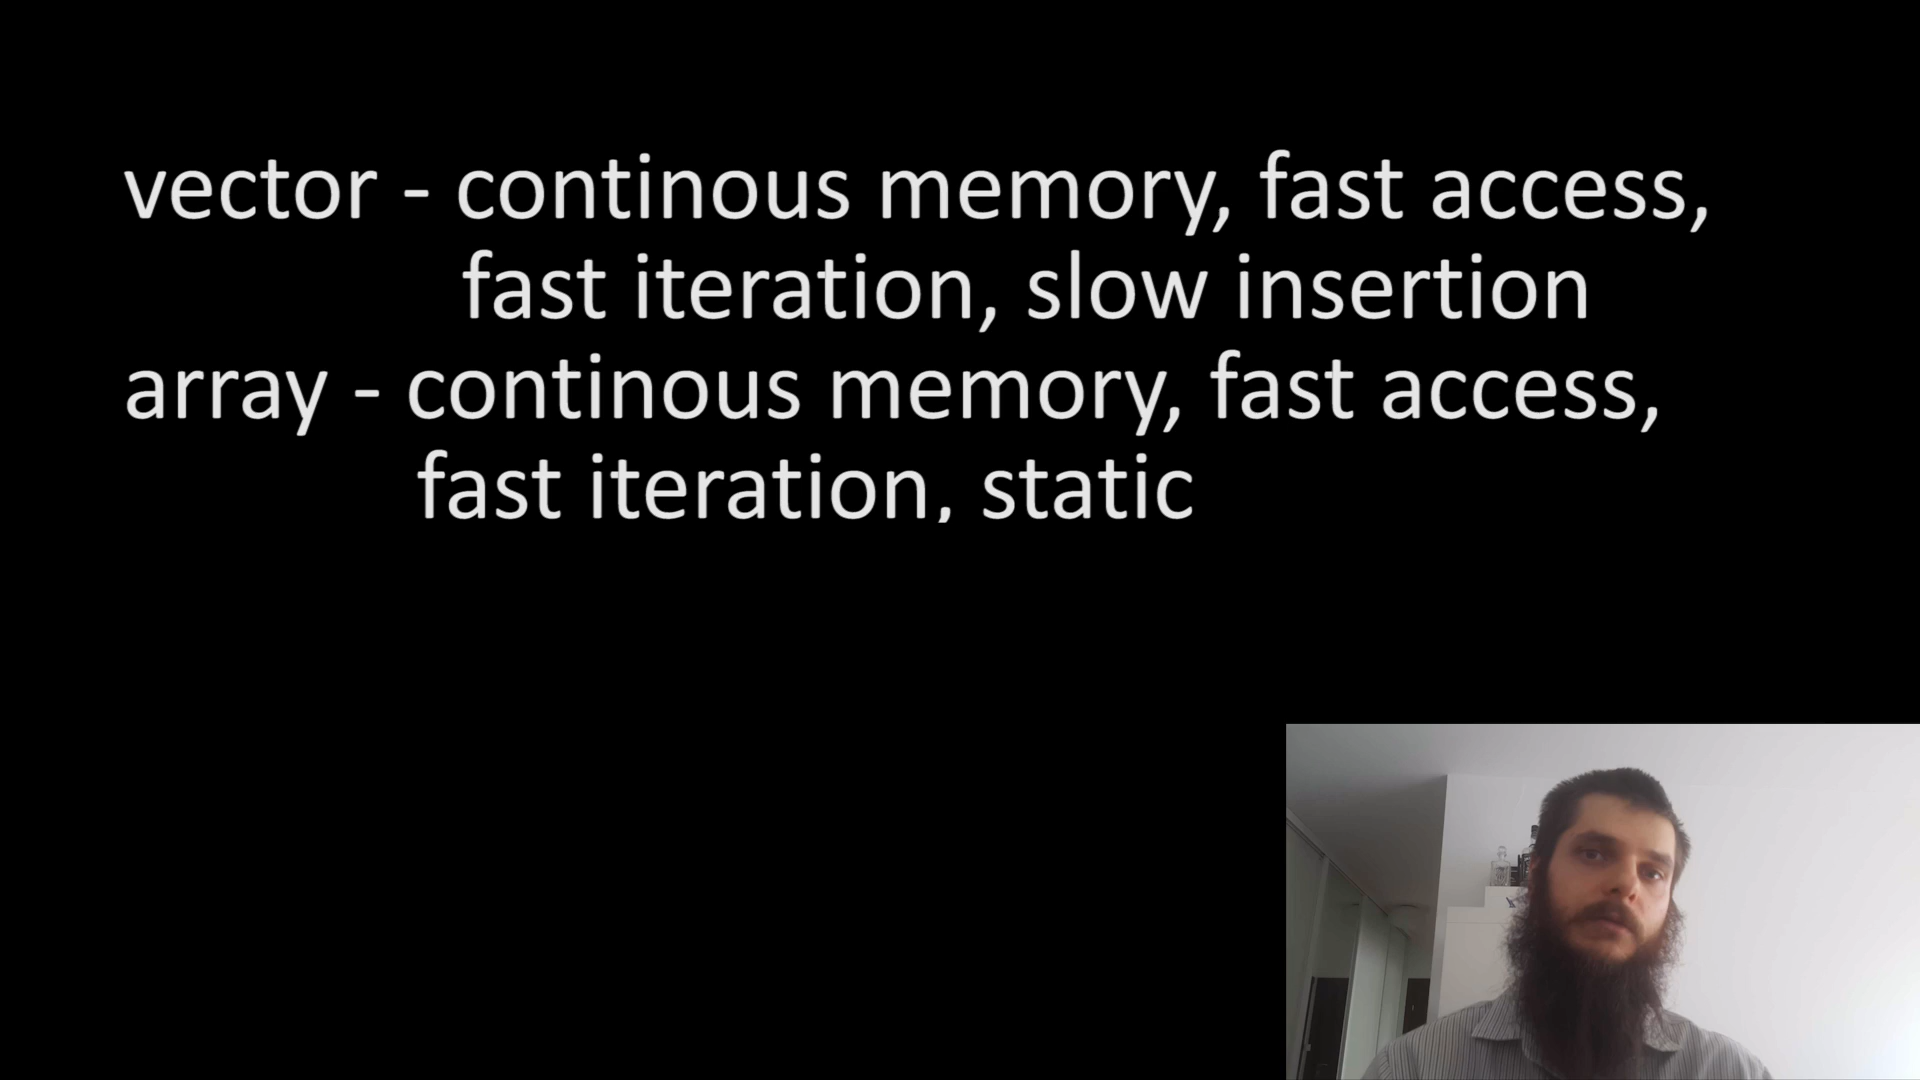 vector - continous memory, fast access,
fast iteration, slow insertion
array - continous memory, fast access,
fast iteration, static